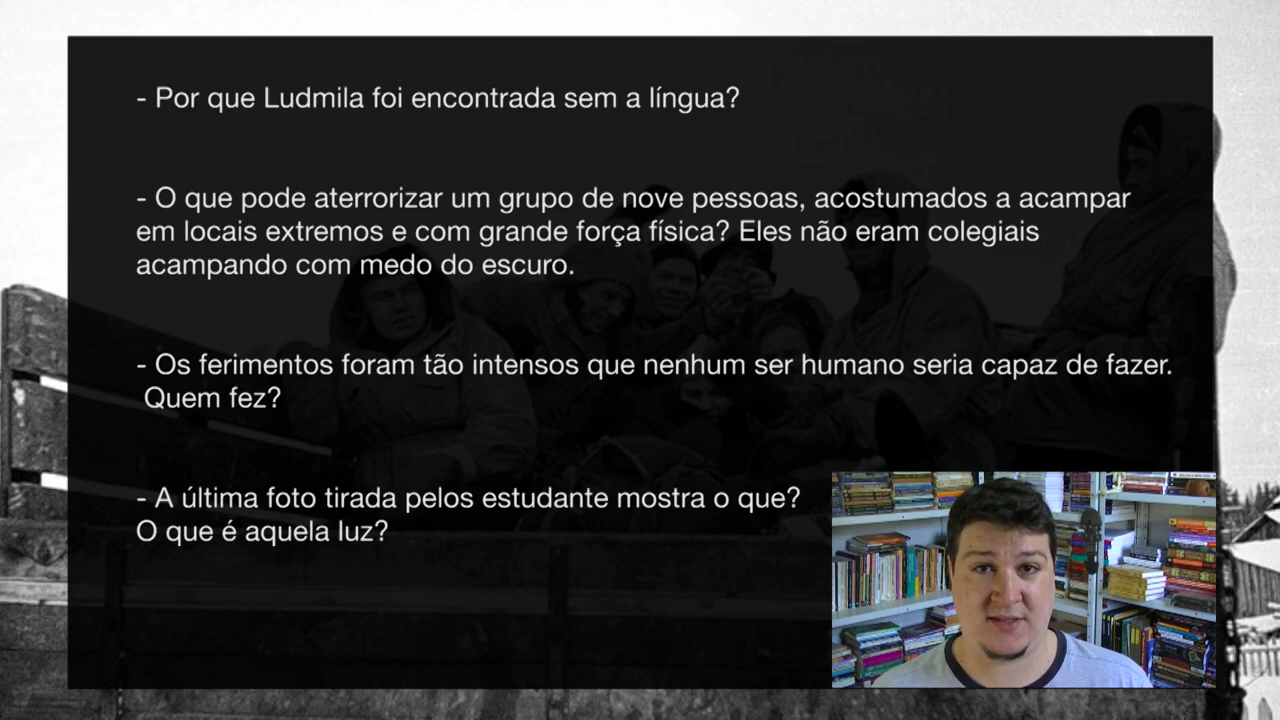 - Por que Ludmila foi encontrada sem a língua?
- O que pode aterrorizar um grupo de nove pessoas, acostumados a acampar
em locais extremos e com grande força física? Eles não eram colegiais
acampando com medo do escuro.
- Os ferimentos foram tão intensos que nenhum ser humano seria capaz de fazer.
Quem fez?
- A última foto tirada pelos estudante mostra o que?
O que é aquela luz?